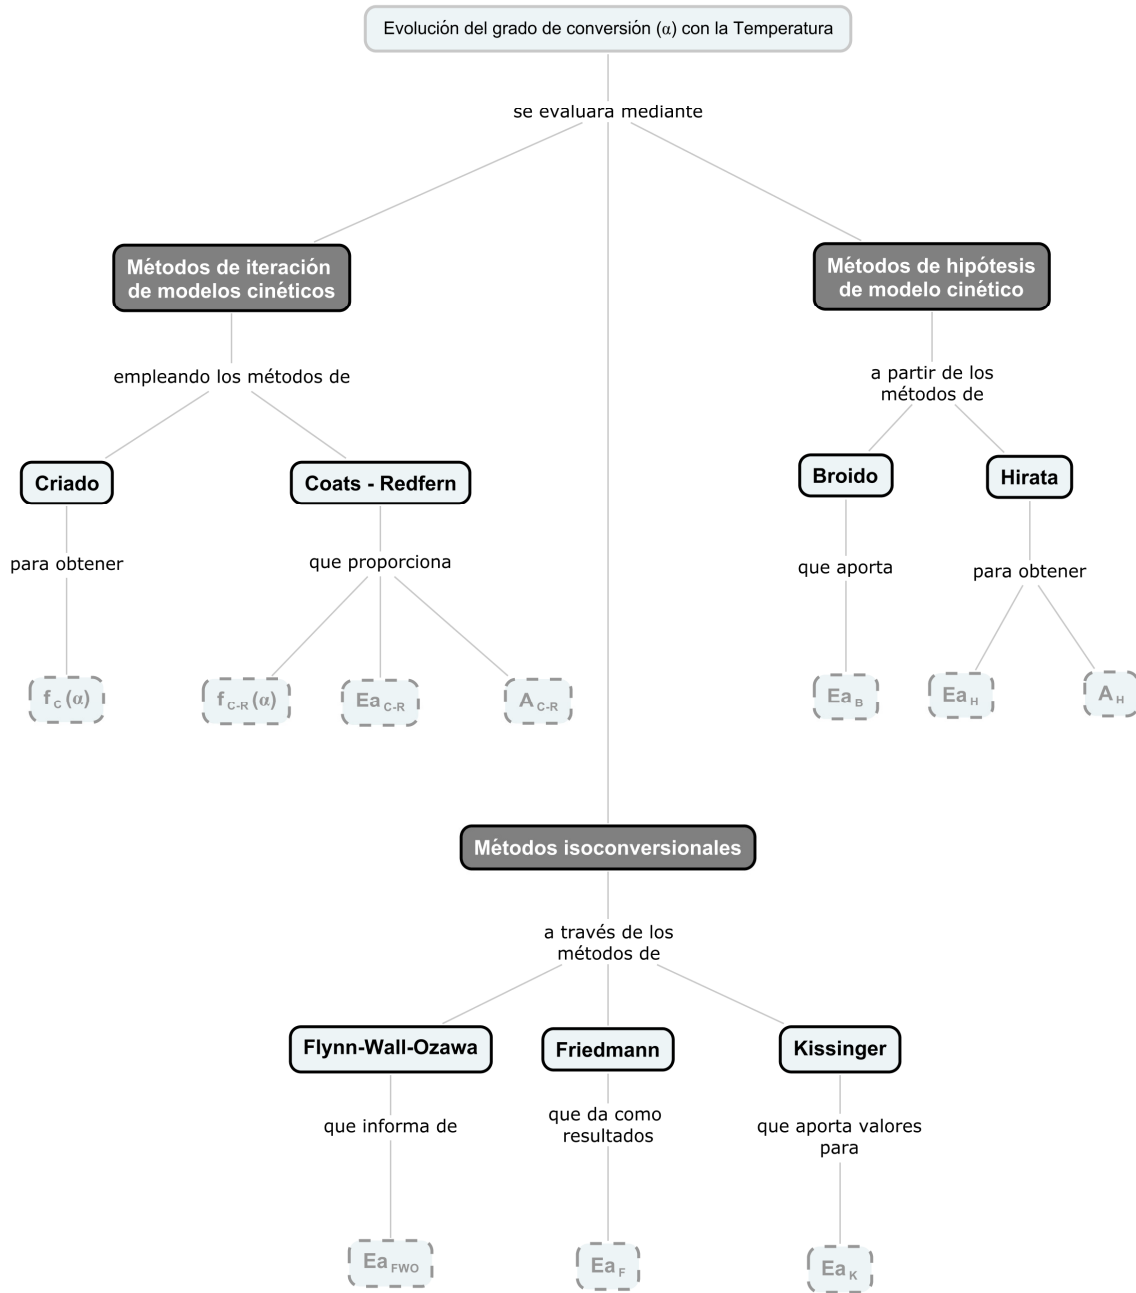 Evolución del grado de conversión (α) con la Temperatura
se evaluara mediante
Métodos de iteración
de modelos cinéticos
Métodos de hipótesis
de modelo cinético
empleando los métodos de
a partir de los
métodos de
Criado
Coats - Redfern
Broido
Hirata
para obtener
que proporciona
que aporta
para obtener
f C (α)
f C-R (α)
Ea C-R
A C-R
Ea B
Ea H
A H
Métodos isoconversionales
a través de los
métodos de
Flynn-Wall-Ozawa
Friedmann
Kissinger
que informa de
que da como
resultados
que aporta valores
para
Ea FWO
Ea F
Ea K